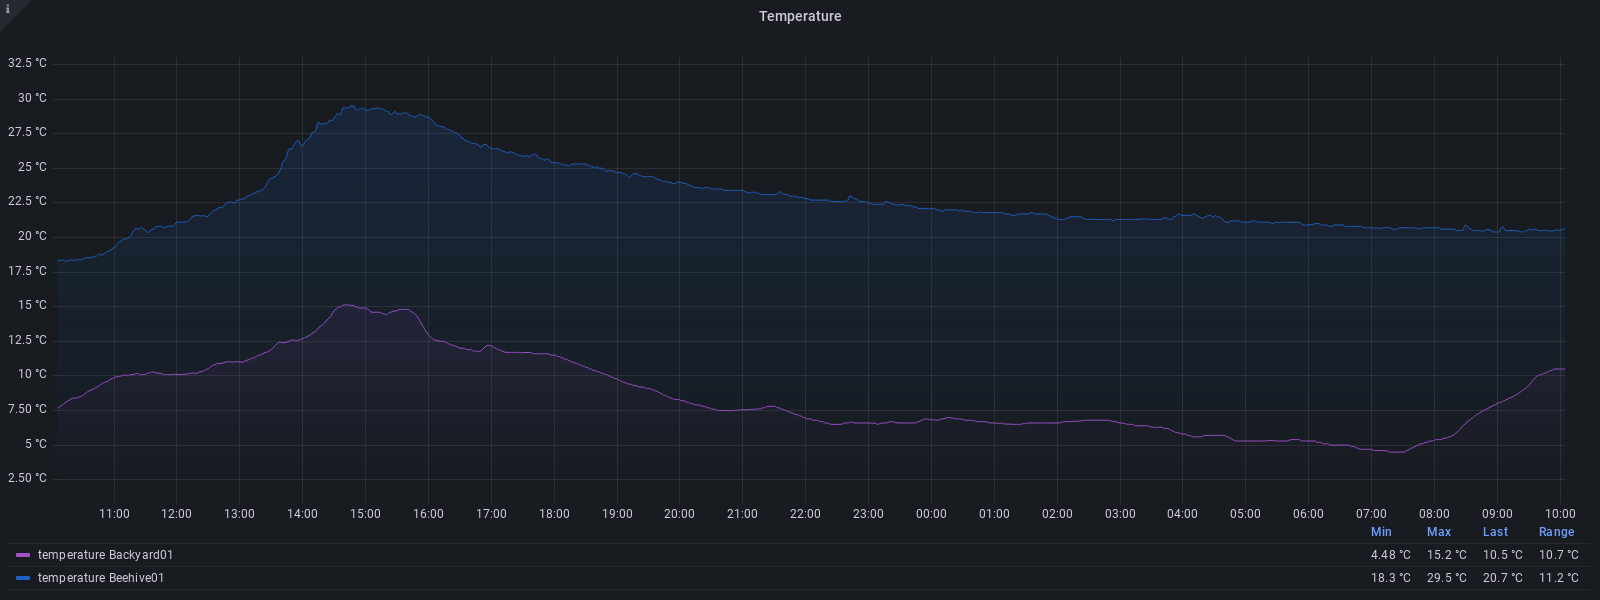 i
Temperature
32.5 °C
30 °C
27.5 °C
25 °C
22.5 °C
20 °C
17.5 °C
15 °C
12.5 °C
10 °C
7.50 °C
5 °C
2.50 °C
11:00 12:00 13:00 14:00 15:00 16:00 17:00 18:00 19:00 20:00 21:00 22:00 23:00 00:00 01:00 02:00 03:00 04:00 05:00 06:00 07:00 08:00 09:00 10:00
Min Max Last Range
temperature Backyard01 4.48 °C 15.2 °C 10.5 °C 10.7 °C
temperature Beehive01 18.3 °C 29.5 °C 20.7 °C 11.2 °C